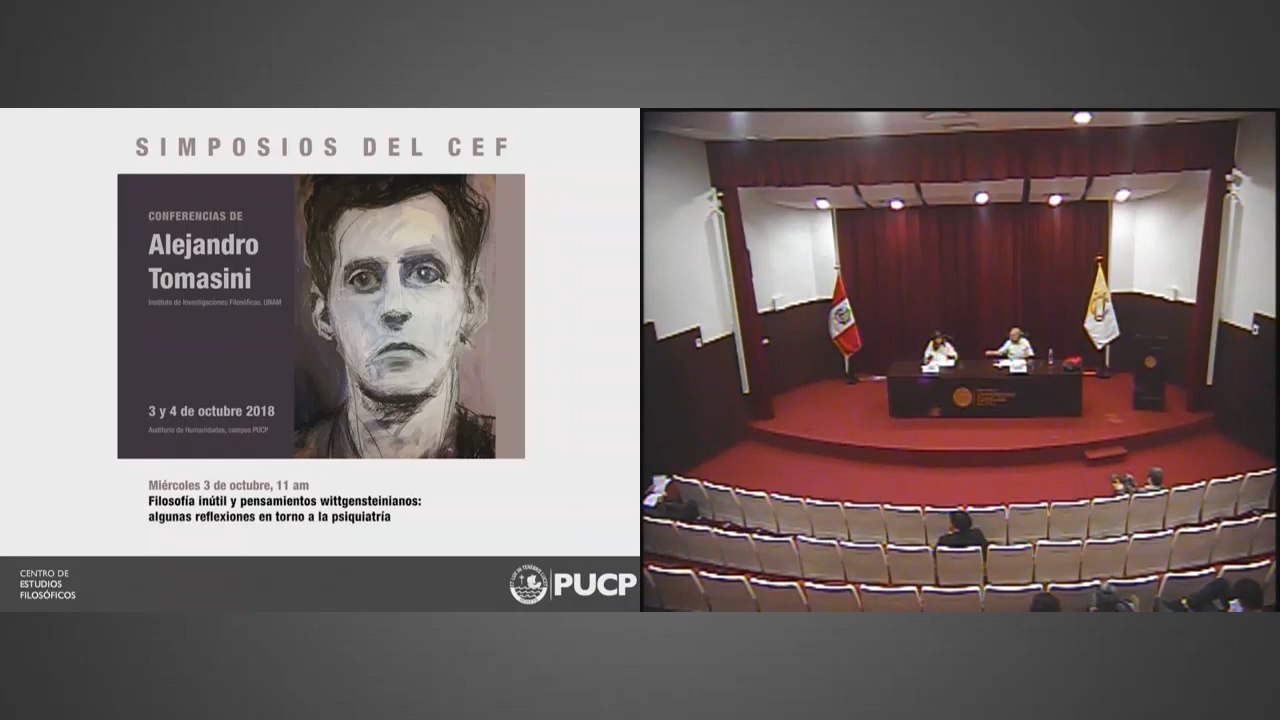 SIMPOSIOS DEL CEF
CONFERENCIAS DE
Alejandro
Tomasini
Instituto de Investigaciones Filosóficas, UNAM
3 y 4 de octubre 2018
Auditorio de Humanidades, campus PUCP
Miércoles 3 de octubre, 11 am
Filosofía inútil y pensamientos wittgensteinianos:
algunas reflexiones en torno a la psiquiatría
CENTRO DE
ESTUDIOS
FILOSÓFICOS
PUCP